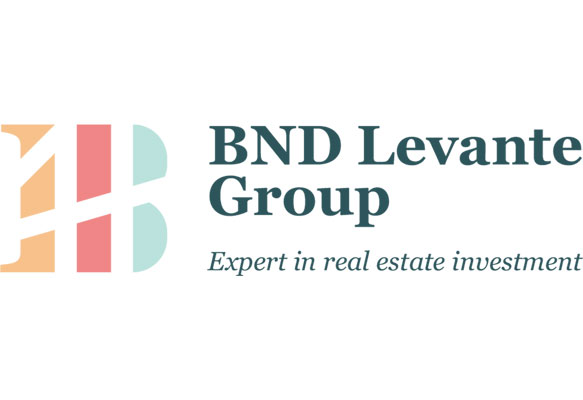 BND Levante
Group
Expert in real estate investment